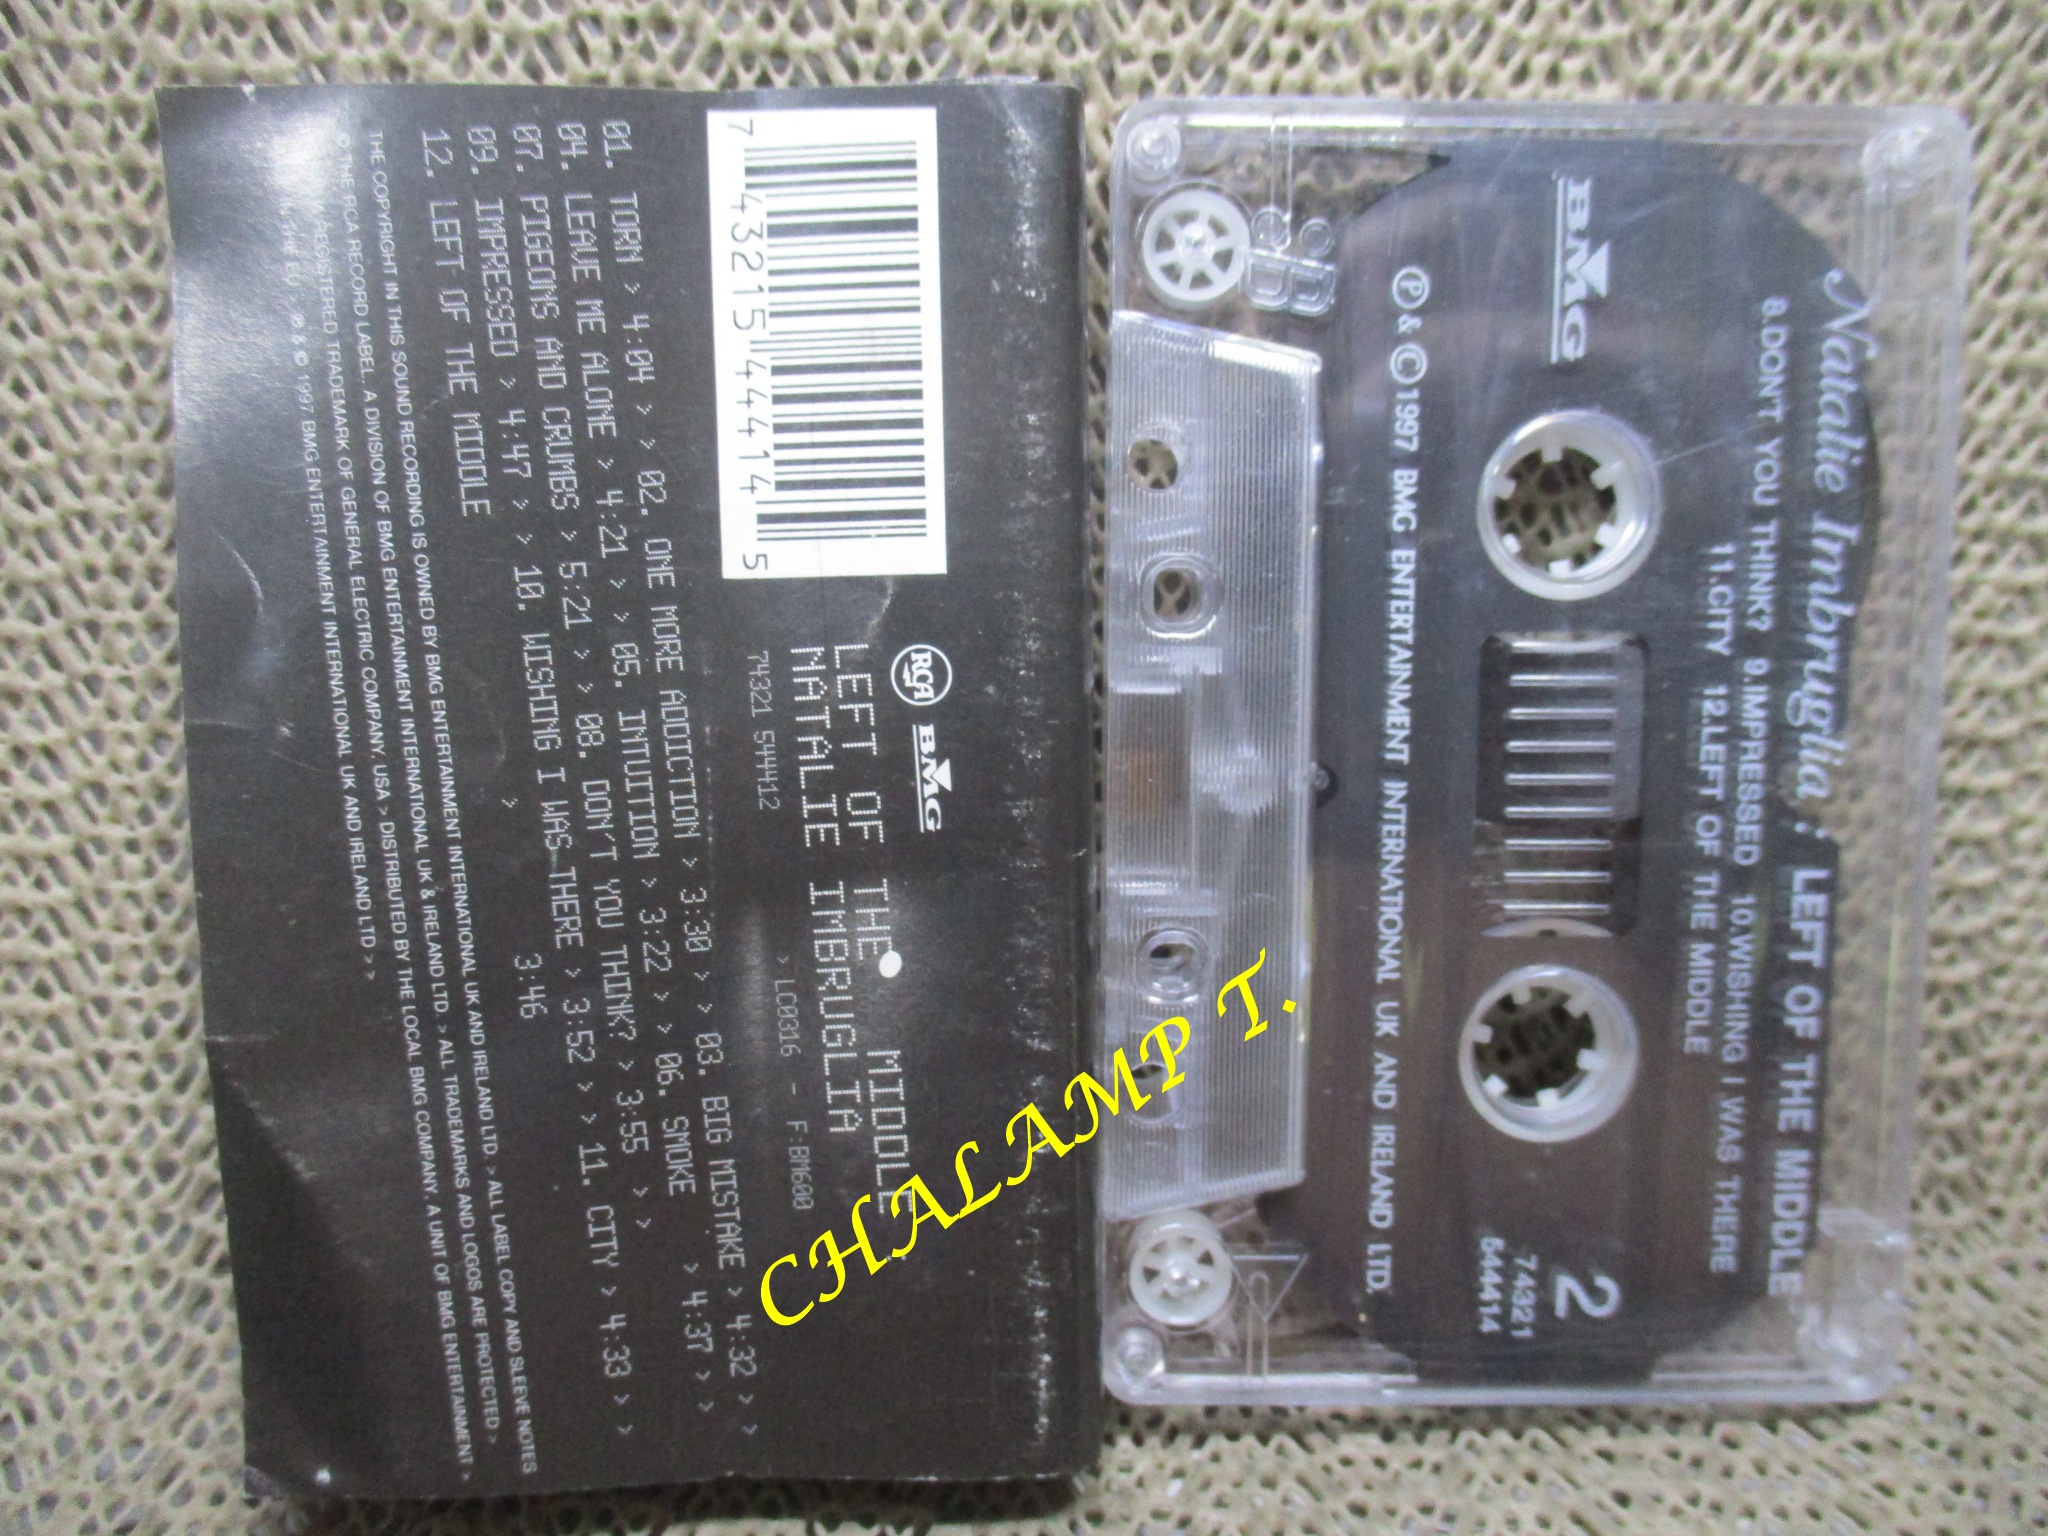 RCA BMG
LEFT OF THE MIDDLE
NATALIE IMBRUGLIA
74321 544412 > LC0316 - F:BM600
7 43215 44414 5
01. TORN > 4:04 > > 02. ONE MORE ADDICTION > 3:30 > > 03. BIG MISTAKE > 4:32 > >
04. LEAVE ME ALONE > 4:21 > > 05. INTUITION > 3:22 > > 06. SMOKE > 4:37 > >
07. PIGEONS AND CRUMBS > 5:21 > > 08. DON'T YOU THINK? > 3:55 > >
09. IMPRESSED > 4:47 > > 10. WISHING I WAS THERE > 3:52 > > 11. CITY > 4:33 > >
12. LEFT OF THE MIDDLE > 3:46
THE COPYRIGHT IN THIS SOUND RECORDING IS OWNED BY BMG ENTERTAINMENT INTERNATIONAL UK AND IRELAND LTD. > ALL LABEL COPY AND SLEEVE NOTES
© THE RCA RECORD LABEL, A DIVISION OF BMG ENTERTAINMENT INTERNATIONAL UK & IRELAND LTD. > ALL TRADEMARKS AND LOGOS ARE PROTECTED >
REGISTERED TRADEMARK OF GENERAL ELECTRIC COMPANY, USA > DISTRIBUTED BY THE LOCAL BMG COMPANY. A UNIT OF BMG ENTERTAINMENT >
THE EU > ℗ & © 1997 BMG ENTERTAINMENT INTERNATIONAL UK AND IRELAND LTD > >
Natalie Imbruglia : LEFT OF THE MIDDLE
8.DON'T YOU THINK? 9.IMPRESSED 10.WISHING I WAS THERE
11.CITY 12.LEFT OF THE MIDDLE
BMG
2
74321
544414
℗ & © 1997 BMG ENTERTAINMENT INTERNATIONAL UK AND IRELAND LTD.
CHALAMP T.